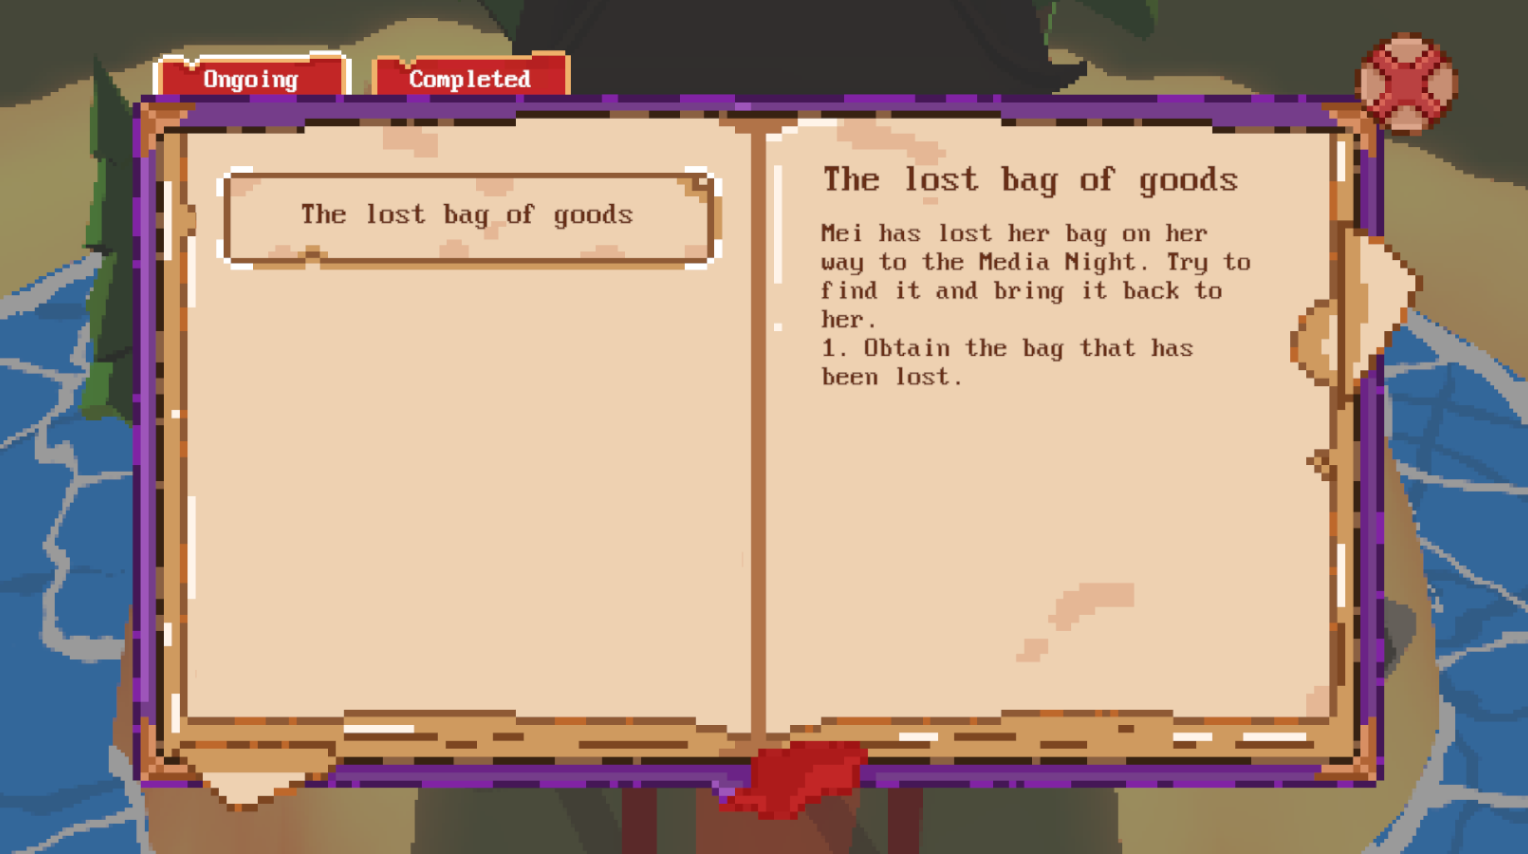 Ongoing
Completed
The lost bag of goods
The lost bag of goods
Mei has lost her bag on her
way to the Media Night. Try to
find it and bring it back to
her.
1. Obtain the bag that has
been lost.